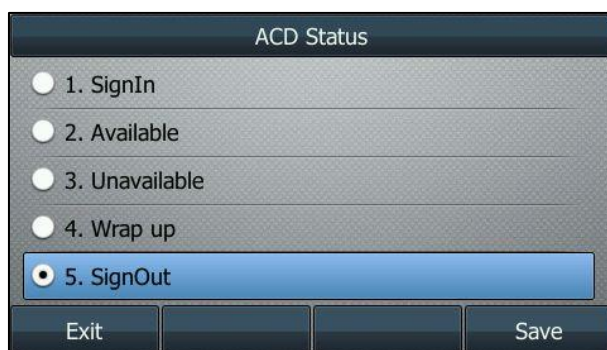 ACD Status
1. SignIn
2. Available
3. Unavailable
4. Wrap up
5. SignOut
Exit Save